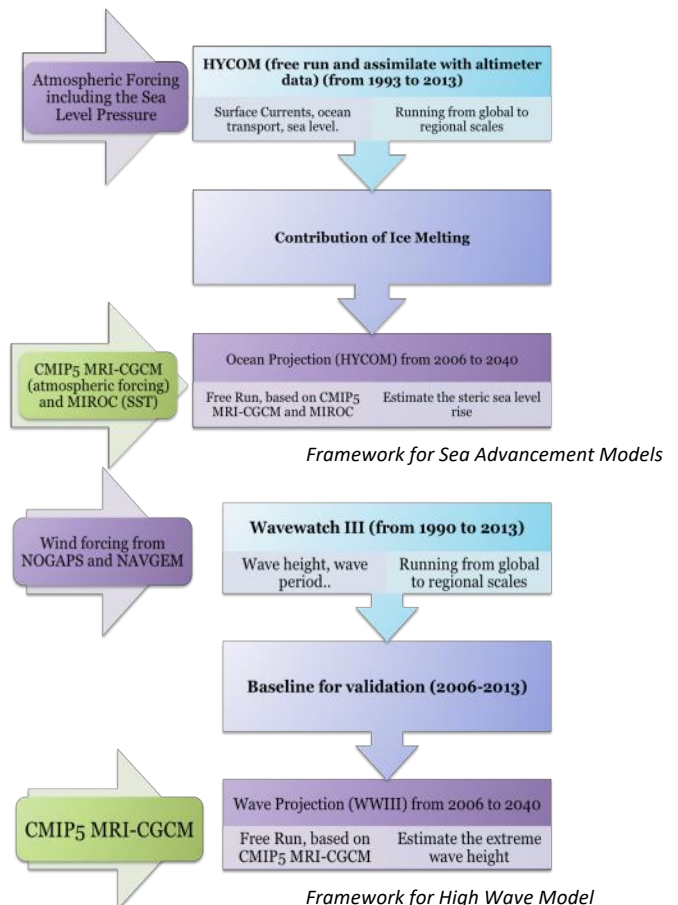 Atmospheric Forcing
including the Sea
Level Pressure
HYCOM (free run and assimilate with altimeter
data) (from 1993 to 2013)
Surface Currents, ocean
transport, sea level.
Running from global to
regional scales
Contribution of Ice Melting
CMIP5 MRI-CGCM
(atmospheric forcing)
and MIROC (SST)
Ocean Projection (HYCOM) from 2006 to 2040
Free Run, based on CMIP5
MRI-CGCM and MIROC
Estimate the steric sea level
rise
Framework for Sea Advancement Models
Wind forcing from
NOGAPS and NAVGEM
Wavewatch III (from 1990 to 2013)
Wave height, wave
period..
Running from global
to regional scales
Baseline for validation (2006-2013)
CMIP5 MRI-CGCM
Wave Projection (WWIII) from 2006 to 2040
Free Run, based on
CMIP5 MRI-CGCM
Estimate the extreme
wave height
Framework for High Wave Model